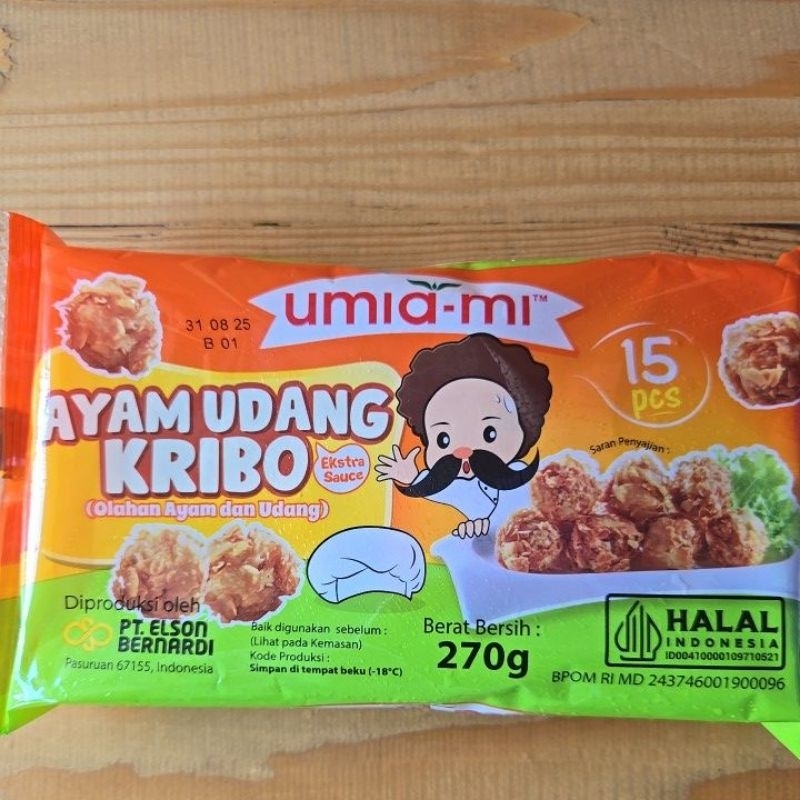 umia-mi™
31 08 25
B 01
15
pcs
AYAM UDANG
KRIBO
Ekstra
Sauce
(Olahan Ayam dan Udang)
Saran Penyajian :
Diproduksi oleh
PT. ELSON
BERNARDI
Pasuruan 67155, Indonesia
Baik digunakan sebelum :
(Lihat pada Kemasan)
Kode Produksi :
Simpan di tempat beku (-18°C)
Berat Bersih :
270g
HALAL
INDONESIA
ID00410000109710521
BPOM RI MD 243746001900096